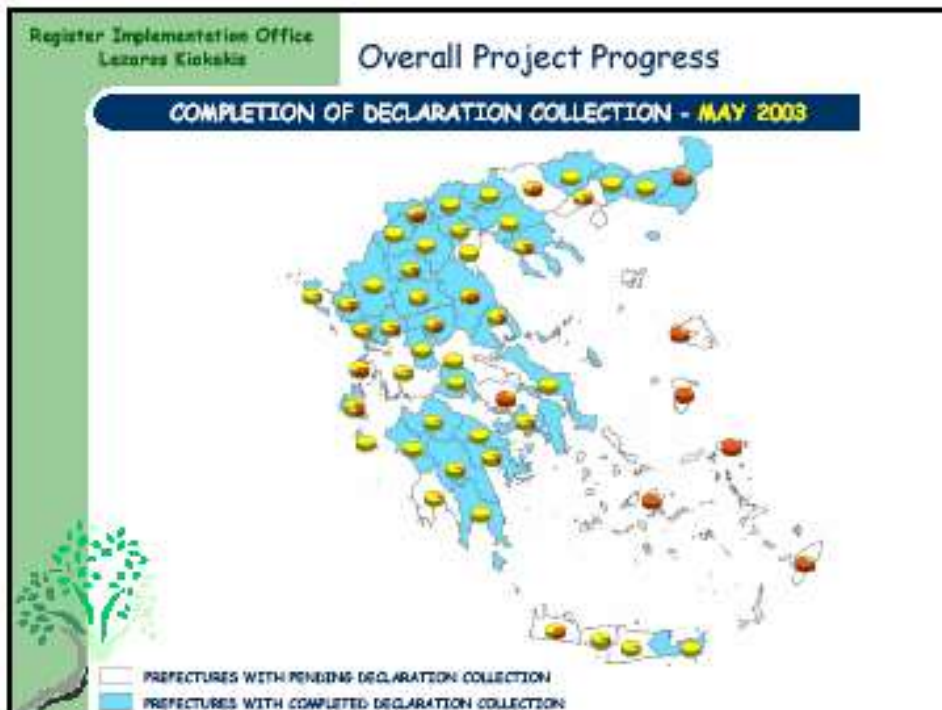 Register Implementation Office
Lazaros Kiakakis
Overall Project Progress
COMPLETION OF DECLARATION COLLECTION - MAY 2003
PREFECTURES WITH PENDING DECLARATION COLLECTION
PREFECTURES WITH COMPLETED DECLARATION COLLECTION